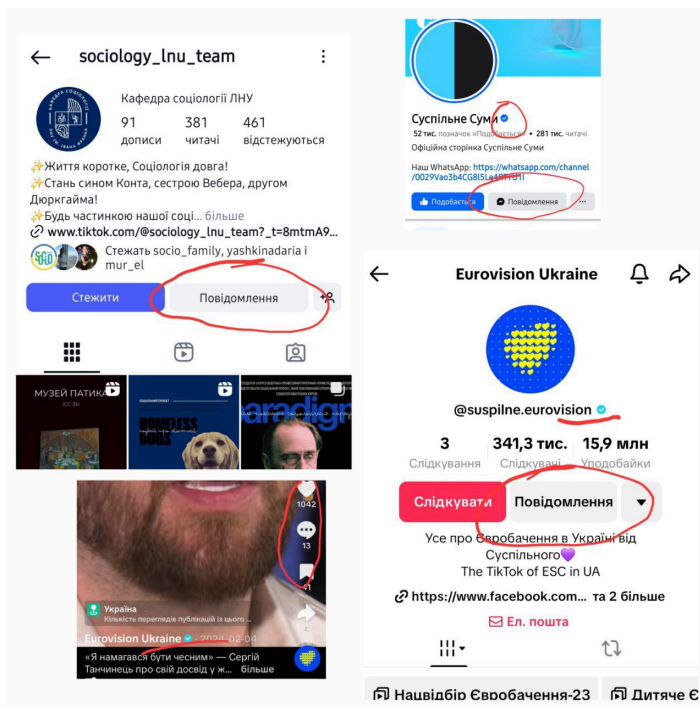 sociology_lnu_team
Кафедра соціології ЛНУ
91 381 461
дописи читачі відстежуються
✨Життя коротке, Соціологія довга!
✨Стань сином Конта, сестрою Вебера, другом
Дюркгайма!
✨Будь частинкою нашої соці... більше
www.tiktok.com/@sociology_lnu_team?_t=8mtmA9...
Стежать socio_family, yashkinadaria і
mur_el
Стежити Повідомлення
МУЗЕЙ ПАТИКА
HOMELESS
DOGS
paradigm
1042
13
Україна
Кількість переглядів публікацій із цього ...
Eurovision Ukraine · 2024-02-04
«Я намагався бути чесним» — Сергій
Танчинець про свій досвід у ж... більше
Суспільне Суми
52 тис. позначок «Подобається» • 281 тис. читачі
Офіційна сторінка Суспільне Суми
Наш WhatsApp: https://whatsapp.com/channel
Подобається Повідомлення ...
Eurovision Ukraine
@suspilne.eurovision
3 341,3 тис. 15,9 млн
Слідкування Слідкувачі Уподобайки
Слідкувати Повідомлення
Усе про Євробачення в Україні від
Суспільного💜
The TikTok of ESC in UA
https://www.facebook.com... та 2 більше
Ел. пошта
Нацвідбір Євробачення-23 Дитяче Є